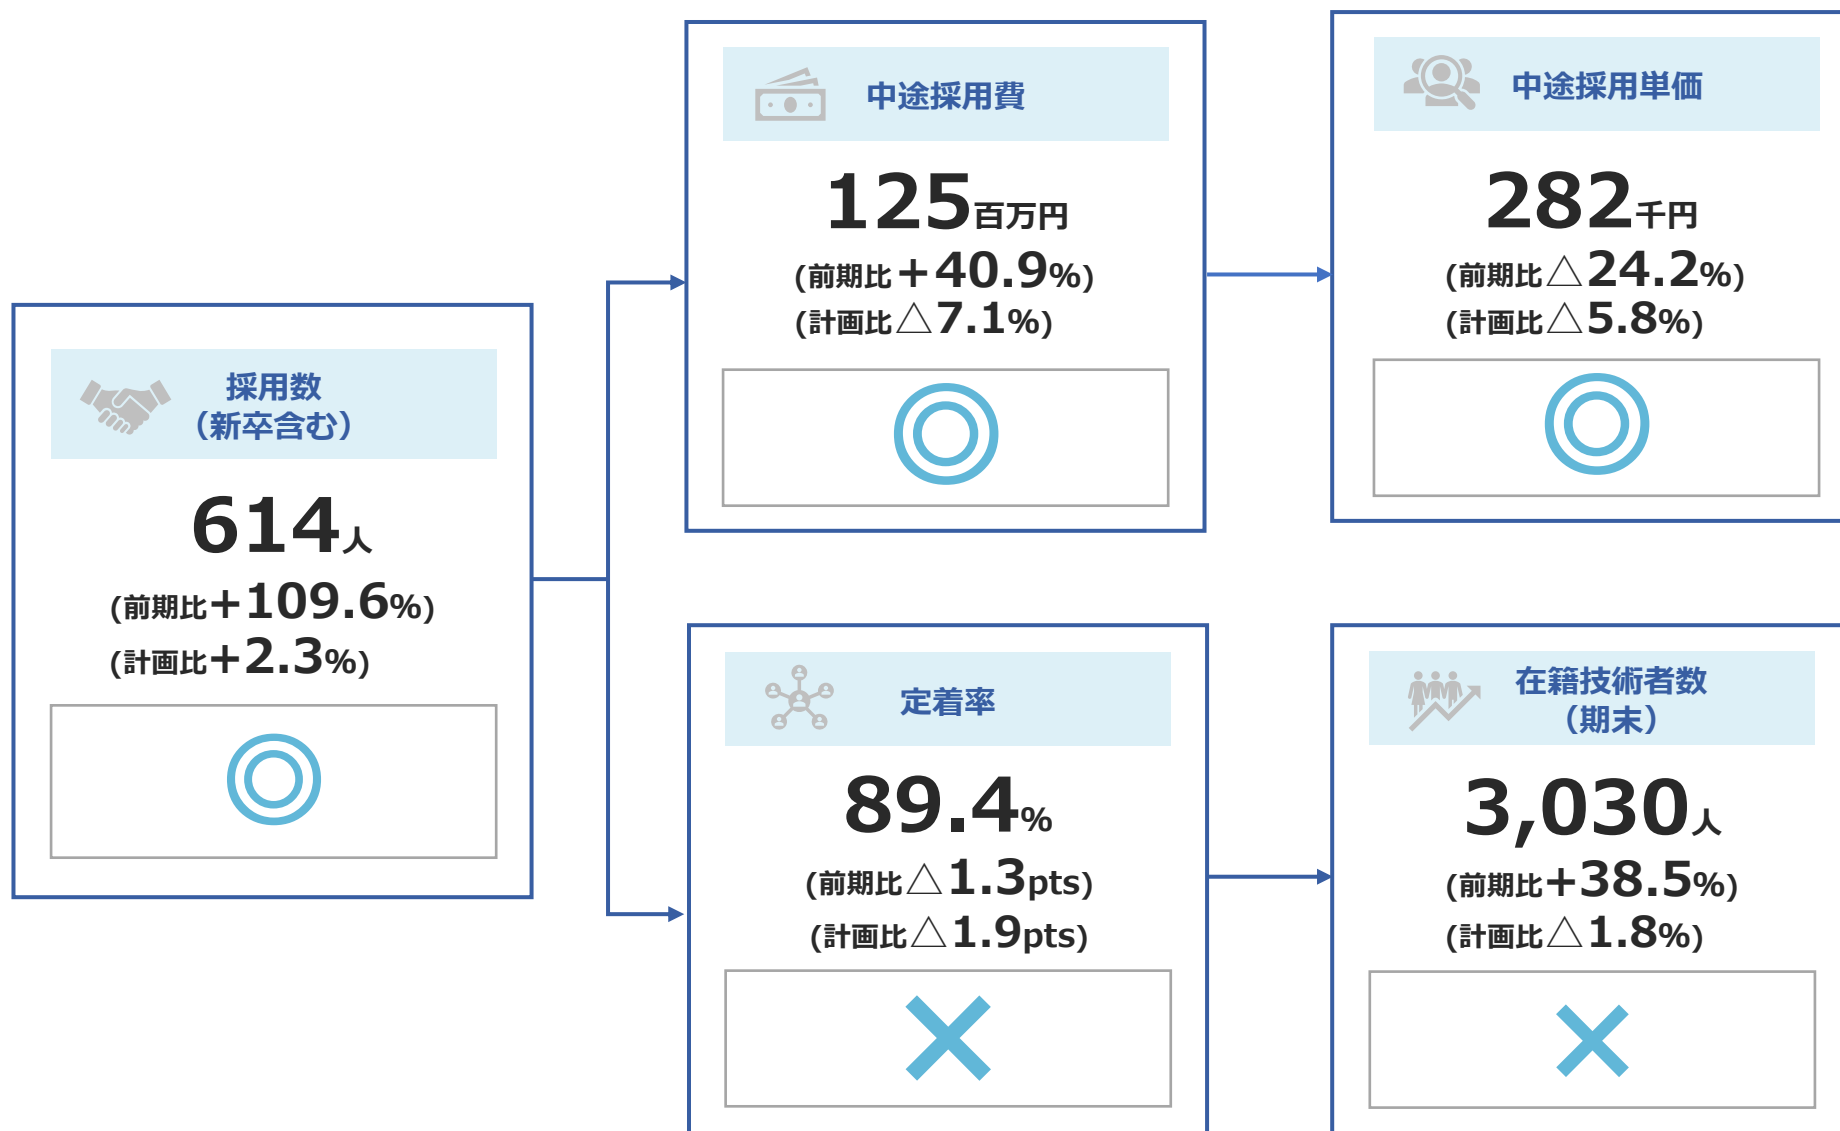 採用数
（新卒含む）
614人
(前期比+109.6%)
(計画比+2.3%)
中途採用費
125百万円
(前期比+40.9%)
(計画比△7.1%)
中途採用単価
282千円
(前期比△24.2%)
(計画比△5.8%)
定着率
89.4%
(前期比△1.3pts)
(計画比△1.9pts)
在籍技術者数
（期末）
3,030人
(前期比+38.5%)
(計画比△1.8%)